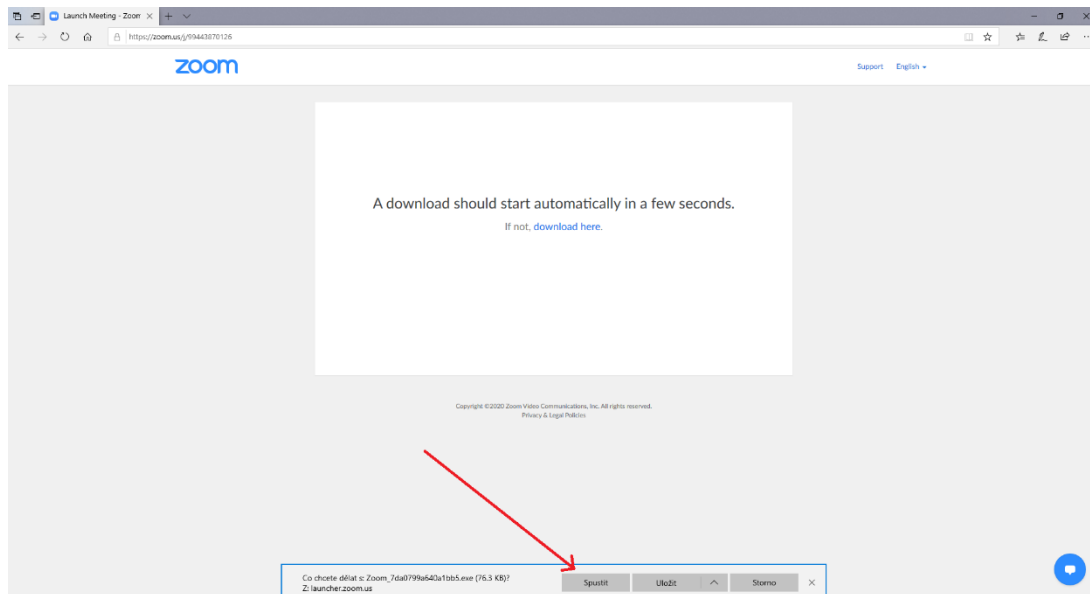 Launch Meeting - Zoom
https://zoom.us/j/99443870126
zoom
Support English
A download should start automatically in a few seconds.
If not, download here.
Copyright ©2020 Zoom Video Communications, Inc. All rights reserved.
Privacy & Legal Policies
Co chcete dělat s: Zoom_7da0799a640a1bb5.exe (76.3 KB)?
Z: launcher.zoom.us
Spustit Uložit Storno